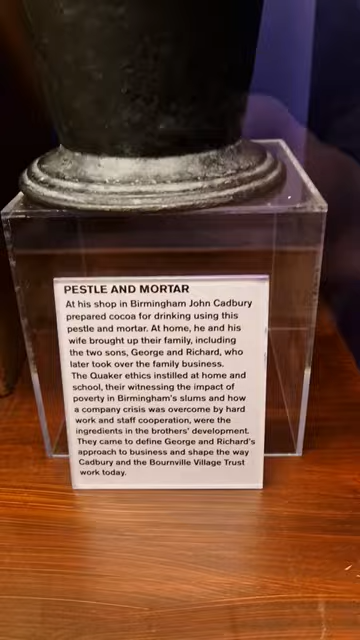 PESTLE AND MORTAR
At his shop in Birmingham John Cadbury
prepared cocoa for drinking using this
pestle and mortar. At home, he and his
wife brought up their family, including
the two sons, George and Richard, who
later took over the family business.
The Quaker ethics instilled at home and
school, their witnessing the impact of
poverty in Birmingham's slums and how
a company crisis was overcome by hard
work and staff cooperation, were the
ingredients in the brothers' development.
They came to define George and Richard's
approach to business and shape the way
Cadbury and the Bournville Village Trust
work today.